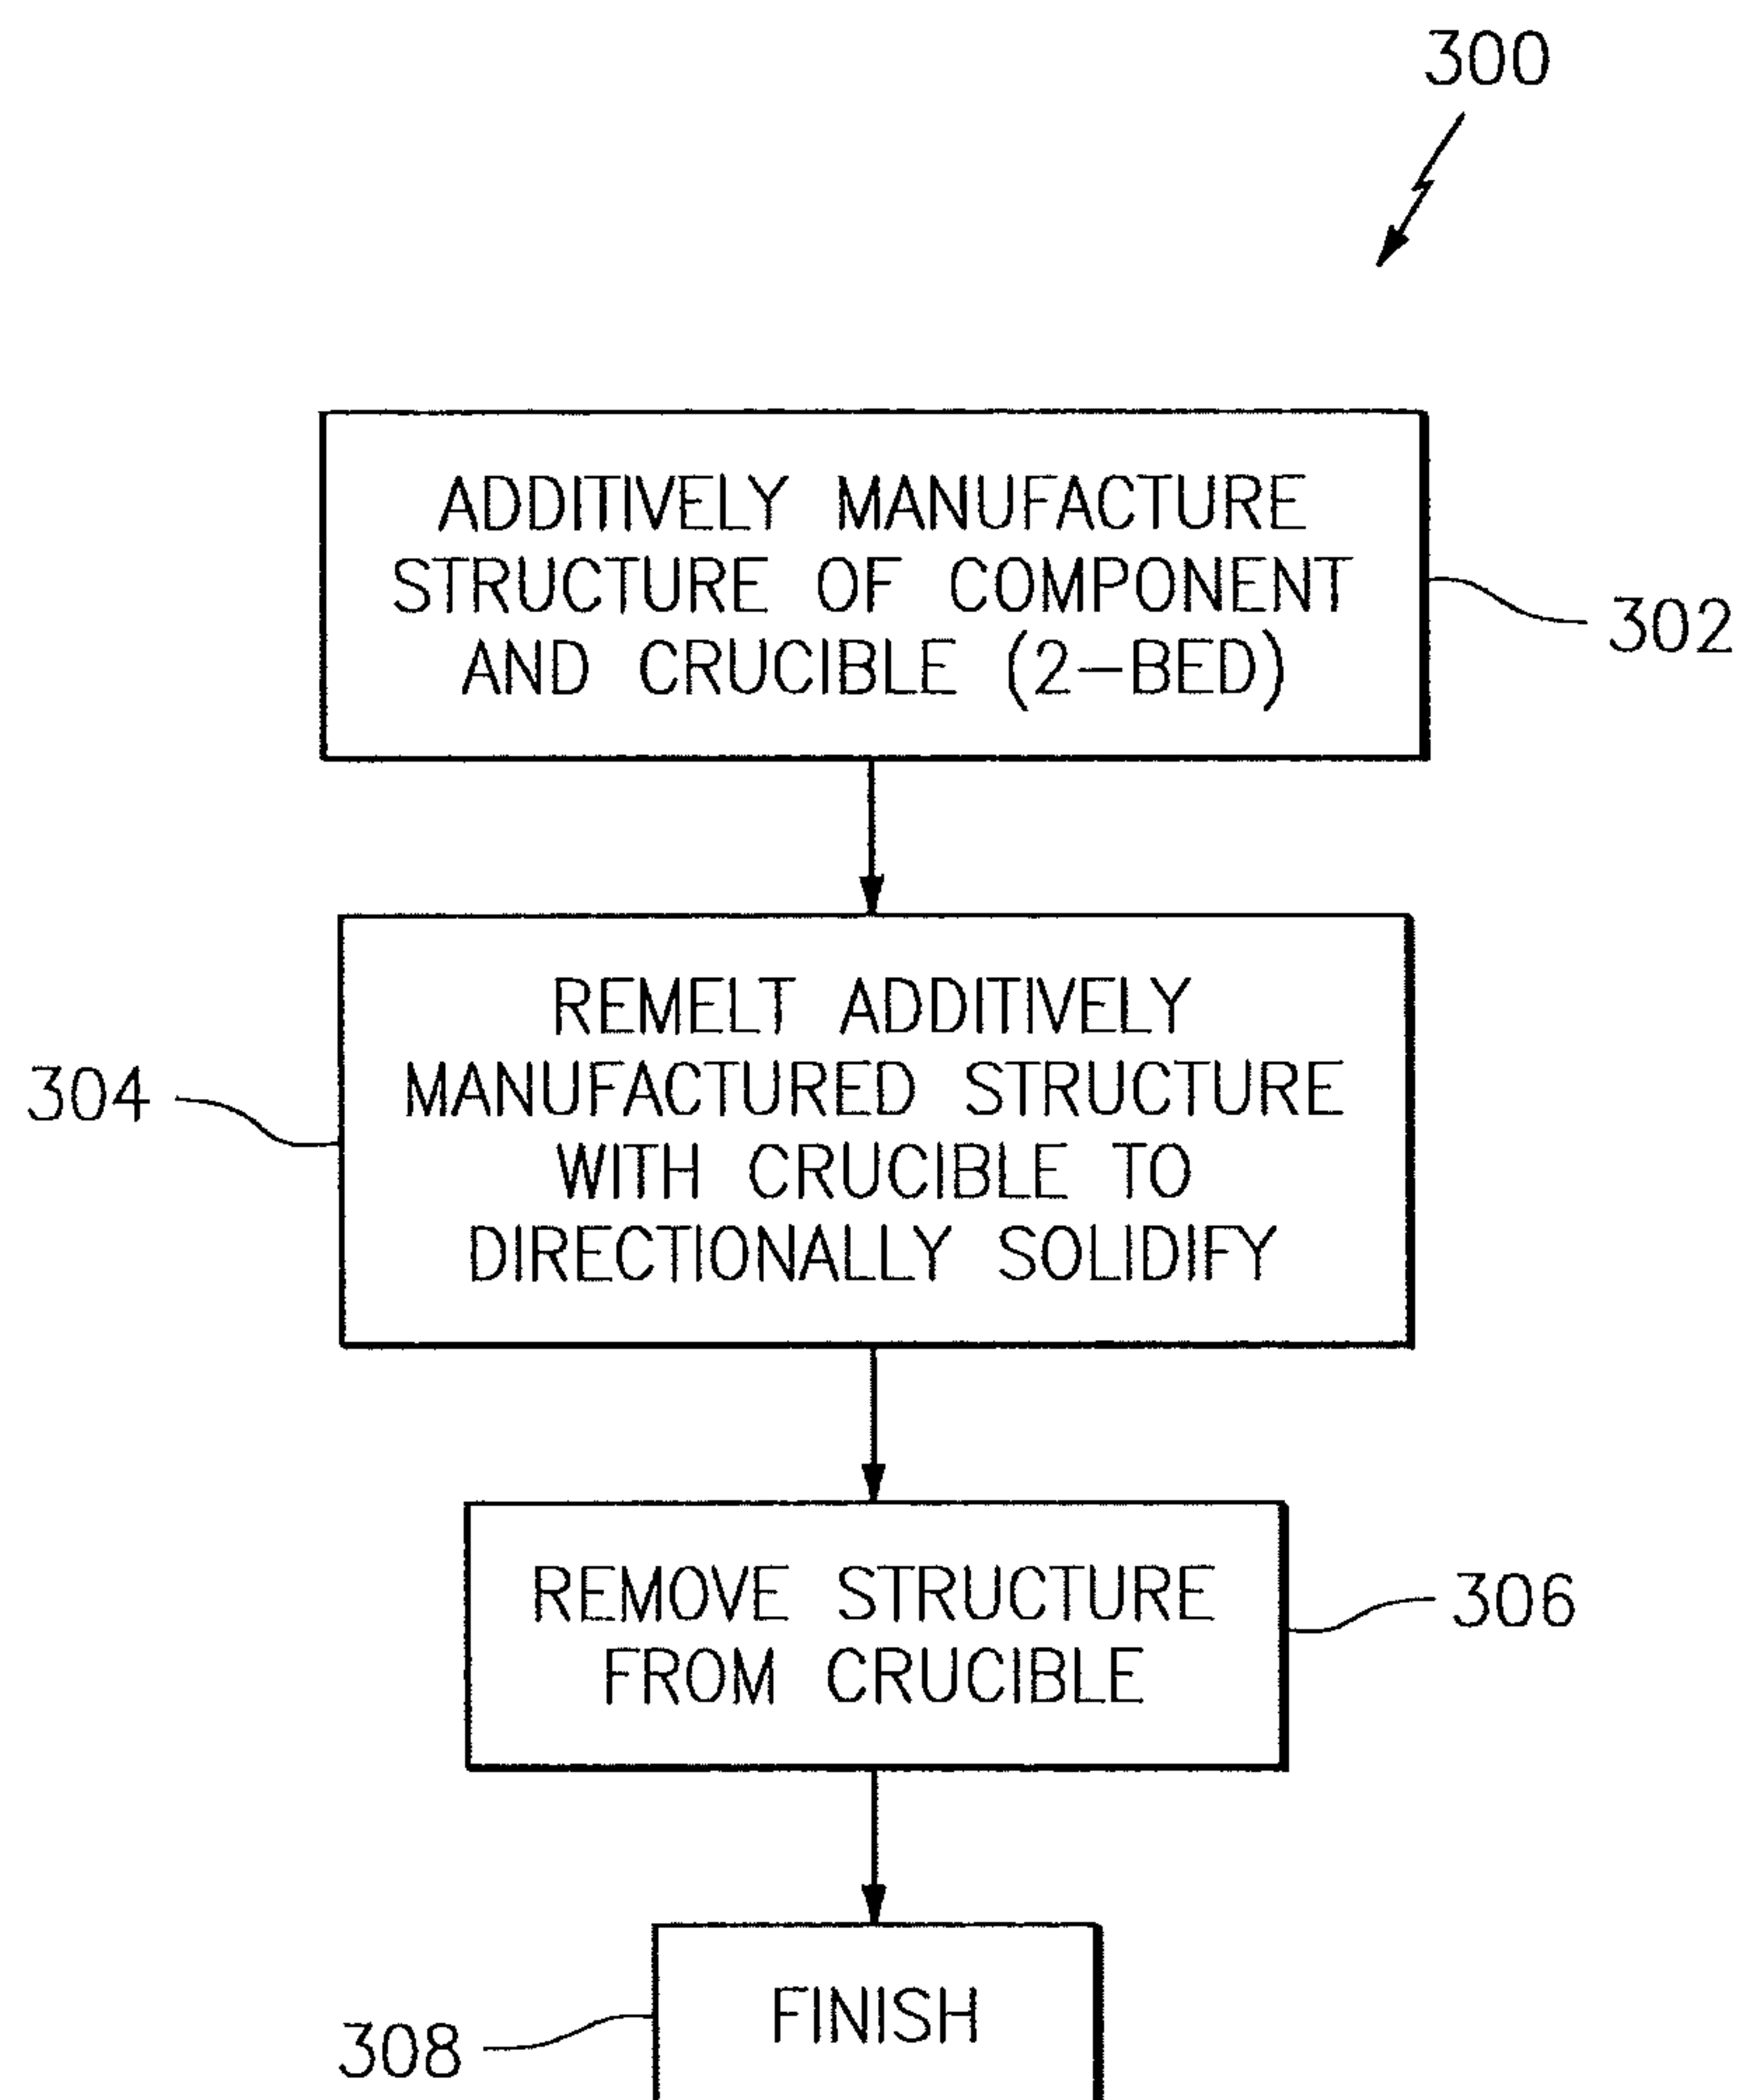 300
ADDITIVELY MANUFACTURE
STRUCTURE OF COMPONENT
AND CRUCIBLE (2-BED)
302
REMELT ADDITIVELY
MANUFACTURED STRUCTURE
WITH CRUCIBLE TO
DIRECTIONALLY SOLIDIFY
304
REMOVE STRUCTURE
FROM CRUCIBLE
306
FINISH
308